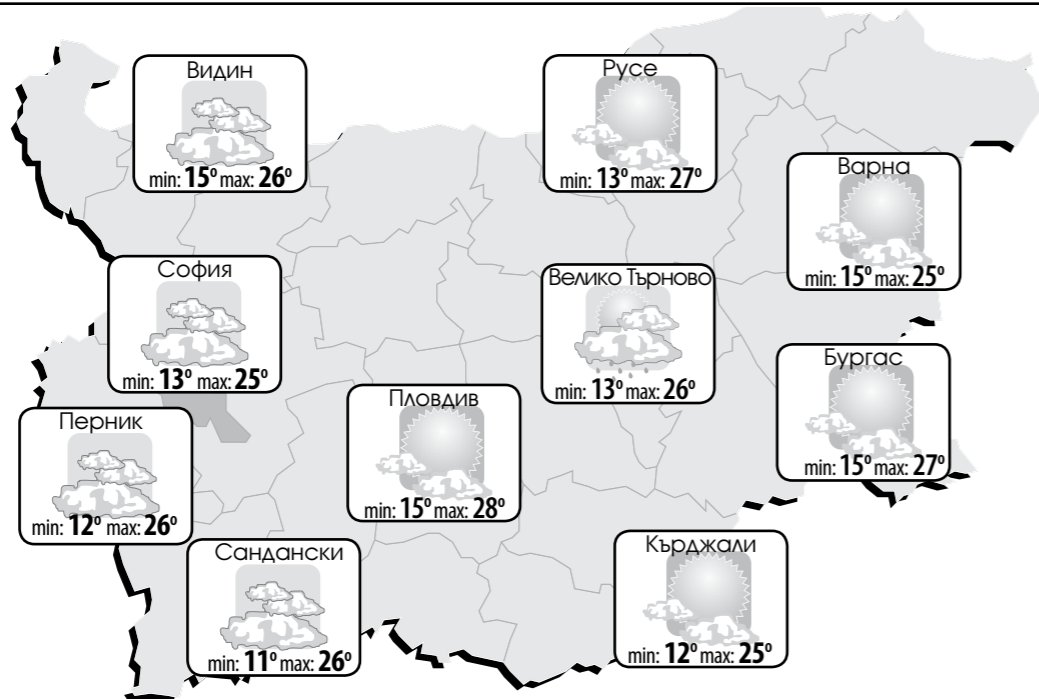 Видин
min: 15° max: 26°
Русе
min: 13° max: 27°
Варна
min: 15° max: 25°
София
min: 13° max: 25°
Велико Търново
min: 13° max: 26°
Бургас
min: 15° max: 27°
Пловдив
min: 15° max: 28°
Перник
min: 12° max: 26°
Сандански
min: 11° max: 26°
Кърджали
min: 12° max: 25°